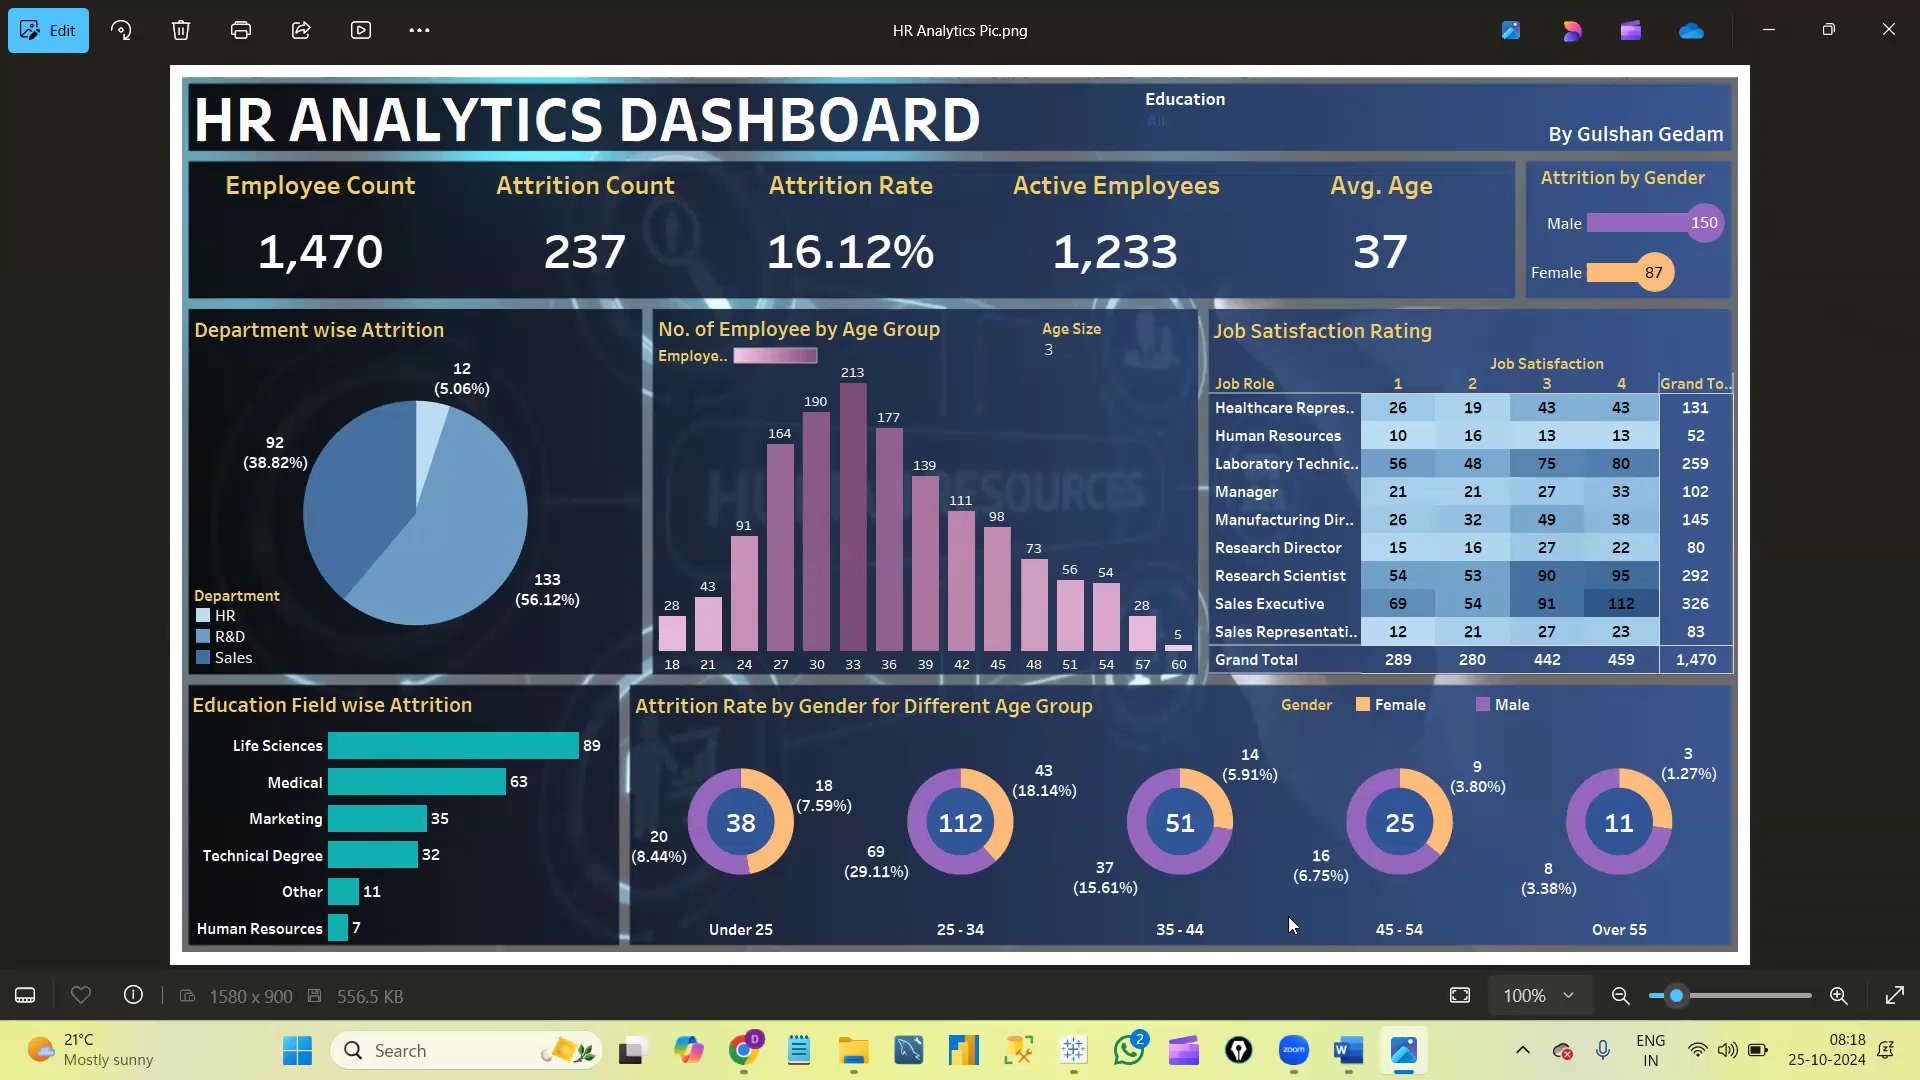 Edit
HR Analytics Pic.png
HR ANALYTICS DASHBOARD
Education
All
By Gulshan Gedam
Employee Count
Attrition Count
Attrition Rate
Active Employees
Avg. Age
1,470
237
16.12%
1,233
37
Attrition by Gender
Male
150
Female
87
Department wise Attrition
12
(5.06%)
92
(38.82%)
133
(56.12%)
Department
HR
R&D
Sales
No. of Employee by Age Group
Age Size
3
Employe..
28 43 91 164 190 213 177 139 111 98 73 56 54 28 5
18 21 24 27 30 33 36 39 42 45 48 51 54 57 60
HUMAN RESOURCES
Job Satisfaction Rating
Job Satisfaction
Job Role 1 2 3 4 Grand To..
Healthcare Repres.. 26 19 43 43 131
Human Resources 10 16 13 13 52
Laboratory Technic.. 56 48 75 80 259
Manager 21 21 27 33 102
Manufacturing Dir.. 26 32 49 38 145
Research Director 15 16 27 22 80
Research Scientist 54 53 90 95 292
Sales Executive 69 54 91 112 326
Sales Representati.. 12 21 27 23 83
Grand Total 289 280 442 459 1,470
Education Field wise Attrition
Life Sciences 89
Medical 63
Marketing 35
Technical Degree 32
Other 11
Human Resources 7
Attrition Rate by Gender for Different Age Group
Gender Female Male
38
18
(7.59%)
20
(8.44%)
Under 25
112
43
(18.14%)
69
(29.11%)
25 - 34
51
14
(5.91%)
37
(15.61%)
35 - 44
25
9
(3.80%)
16
(6.75%)
45 - 54
11
3
(1.27%)
8
(3.38%)
Over 55
1580 x 900
556.5 KB
100%
21°C
Mostly sunny
Search
D
zoom
W
2
ENG
IN
08:18
25-10-2024